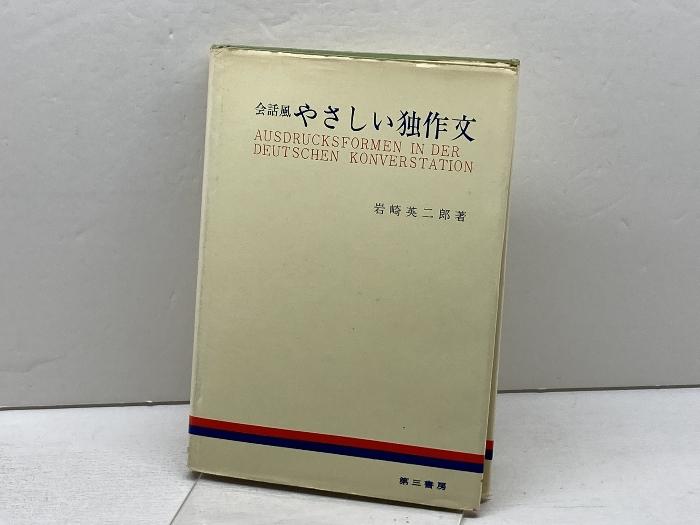 会話風 やさしい独作文
AUSDRUCKSFORMEN IN DER
DEUTSCHEN KONVERSTATION
岩崎英二郎著
第三書房